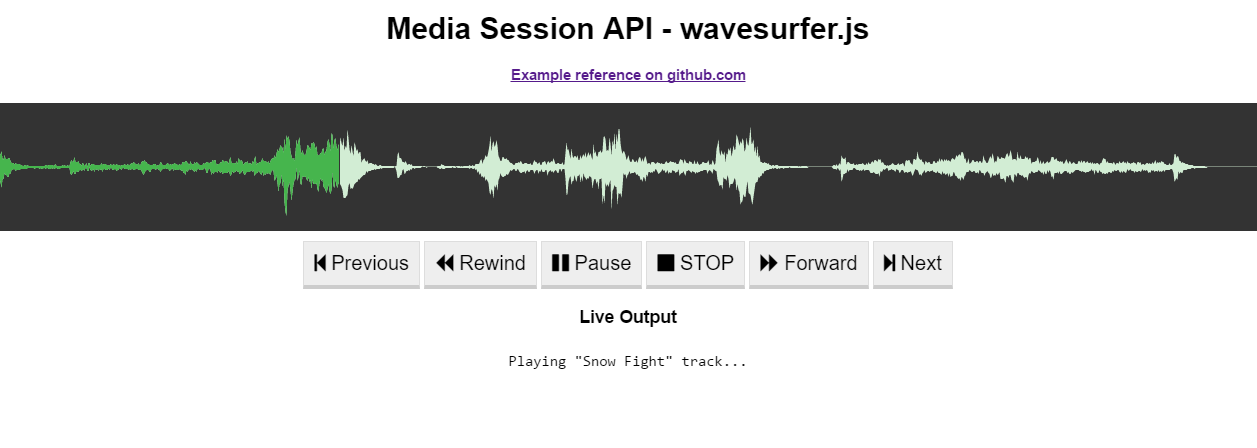 Media Session API - wavesurfer.js
Example reference on github.com
Previous Rewind Pause STOP Forward Next
Live Output
Playing "Snow Fight" track...